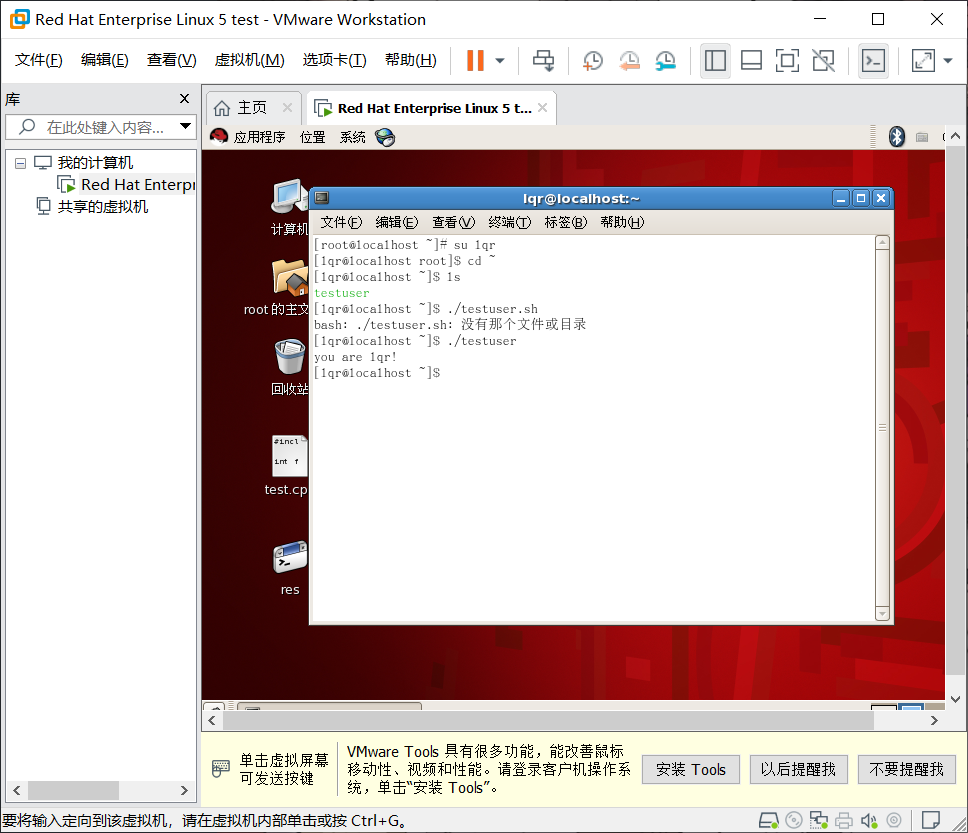 Red Hat Enterprise Linux 5 test - VMware Workstation
文件(F) 编辑(E) 查看(V) 虚拟机(M) 选项卡(T) 帮助(H)
库
在此处键入内容...
我的计算机
Red Hat Enterpr
共享的虚拟机
主页
Red Hat Enterprise Linux 5 t...
应用程序 位置 系统
计算机
root 的主文
回收站
#incl
int f
test.cp
res
lqr@localhost:~
文件(F) 编辑(E) 查看(V) 终端(T) 标签(B) 帮助(H)
[root@localhost ~]# su lqr
[lqr@localhost root]$ cd ~
[lqr@localhost ~]$ ls
testuser
[lqr@localhost ~]$ ./testuser.sh
bash: ./testuser.sh: 没有那个文件或目录
[lqr@localhost ~]$ ./testuser
you are lqr!
[lqr@localhost ~]$
单击虚拟屏幕
可发送按键
VMware Tools 具有很多功能，能改善鼠标
移动性、视频和性能。请登录客户机操作系
统，单击“安装 Tools”。
安装 Tools
以后提醒我
不要提醒我
要将输入定向到该虚拟机，请在虚拟机内部单击或按 Ctrl+G。